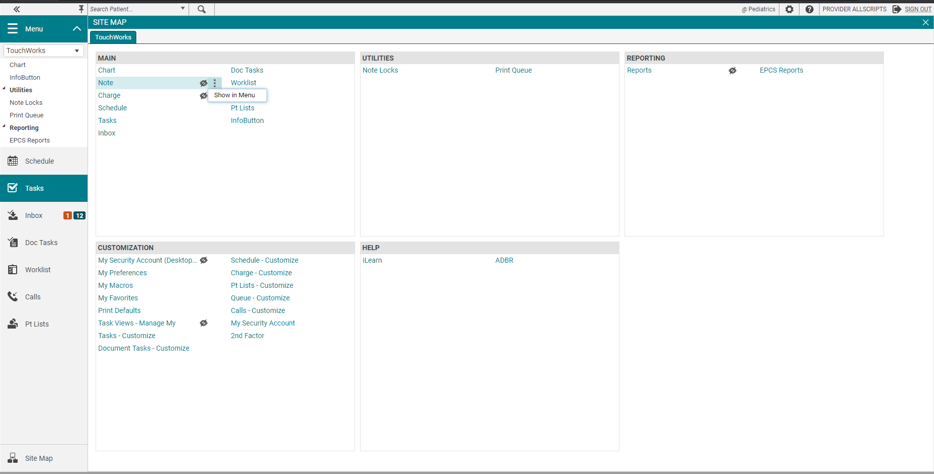 Search Patient...
@ Pediatrics
PROVIDER ALLSCRIPTS
SIGN OUT
Menu
SITE MAP
TouchWorks
TouchWorks
Chart
InfoButton
Utilities
Note Locks
Print Queue
Reporting
EPCS Reports
Schedule
Tasks
Inbox 1 12
Doc Tasks
Worklist
Calls
Pt Lists
Site Map
MAIN
Chart
Note
Charge
Show in Menu
Schedule
Tasks
Inbox
Doc Tasks
Worklist
Pt Lists
InfoButton
UTILITIES
Note Locks
Print Queue
REPORTING
Reports
EPCS Reports
CUSTOMIZATION
My Security Account (Desktop...
My Preferences
My Macros
My Favorites
Print Defaults
Task Views - Manage My
Tasks - Customize
Document Tasks - Customize
Schedule - Customize
Charge - Customize
Pt Lists - Customize
Queue - Customize
Calls - Customize
My Security Account
2nd Factor
HELP
iLearn
ADBR